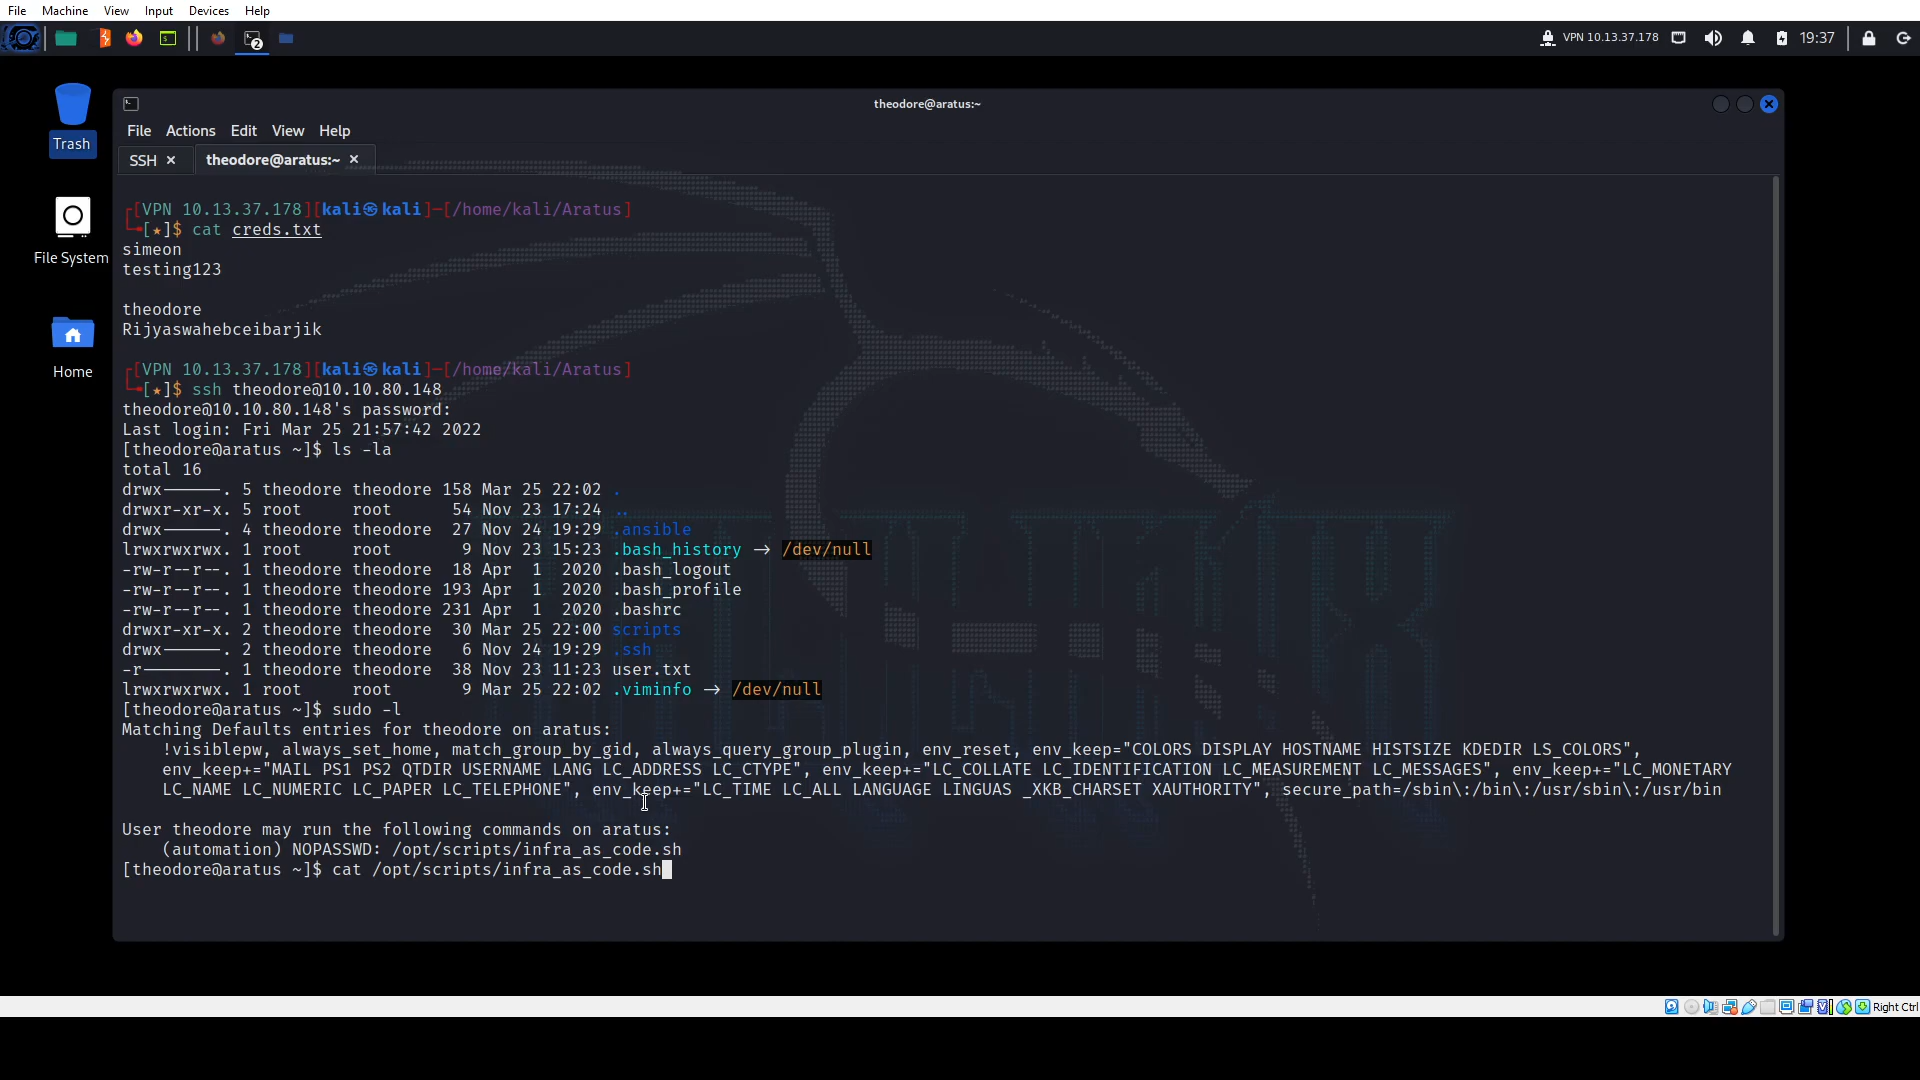 File Machine View Input Devices Help
VPN 10.13.37.178 19:37
theodore@aratus:~
File Actions Edit View Help
SSH × theodore@aratus:~ ×
Trash
File System
Home
┌[VPN 10.13.37.178][kali㉿kali]─[/home/kali/Aratus]
└╼[★]$ cat creds.txt
simeon
testing123
theodore
Rijyaswahebceibarjik
┌[VPN 10.13.37.178][kali㉿kali]─[/home/kali/Aratus]
└╼[★]$ ssh theodore@10.10.80.148
theodore@10.10.80.148's password:
Last login: Fri Mar 25 21:57:42 2022
[theodore@aratus ~]$ ls -la
total 16
drwx------. 5 theodore theodore 158 Mar 25 22:02 .
drwxr-xr-x. 5 root     root      54 Nov 23 17:24 ..
drwx------. 4 theodore theodore  27 Nov 24 19:29 .ansible
lrwxrwxrwx. 1 root     root       9 Nov 23 15:23 .bash_history -> /dev/null
-rw-r--r--. 1 theodore theodore  18 Apr  1  2020 .bash_logout
-rw-r--r--. 1 theodore theodore 193 Apr  1  2020 .bash_profile
-rw-r--r--. 1 theodore theodore 231 Apr  1  2020 .bashrc
drwxr-xr-x. 2 theodore theodore  30 Mar 25 22:00 scripts
drwx------. 2 theodore theodore   6 Nov 24 19:29 .ssh
-r--------. 1 theodore theodore  38 Nov 23 11:23 user.txt
lrwxrwxrwx. 1 root     root       9 Mar 25 22:02 .viminfo -> /dev/null
[theodore@aratus ~]$ sudo -l
Matching Defaults entries for theodore on aratus:
    !visiblepw, always_set_home, match_group_by_gid, always_query_group_plugin, env_reset, env_keep="COLORS DISPLAY HOSTNAME HISTSIZE KDEDIR LS_COLORS",
    env_keep+="MAIL PS1 PS2 QTDIR USERNAME LANG LC_ADDRESS LC_CTYPE", env_keep+="LC_COLLATE LC_IDENTIFICATION LC_MEASUREMENT LC_MESSAGES", env_keep+="LC_MONETARY
    LC_NAME LC_NUMERIC LC_PAPER LC_TELEPHONE", env_keep+="LC_TIME LC_ALL LANGUAGE LINGUAS _XKB_CHARSET XAUTHORITY", secure_path=/sbin\:/bin\:/usr/sbin\:/usr/bin
User theodore may run the following commands on aratus:
    (automation) NOPASSWD: /opt/scripts/infra_as_code.sh
[theodore@aratus ~]$ cat /opt/scripts/infra_as_code.sh
Right Ctrl